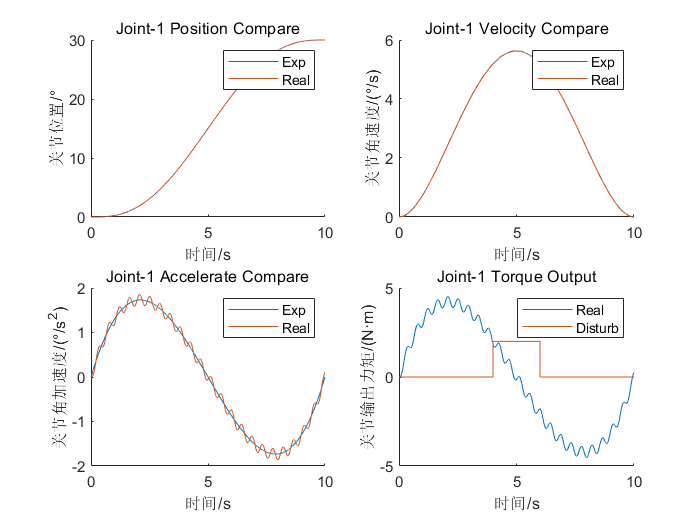 Joint-1 Position Compare
30
20
10
0
0
5
10
关节位置/°
时间/s
Exp
Real
Joint-1 Velocity Compare
6
4
2
0
0
5
10
关节角速度/(°/s)
时间/s
Exp
Real
Joint-1 Accelerate Compare
2
1
0
-1
-2
0
5
10
关节角加速度/(°/s²)
时间/s
Exp
Real
Joint-1 Torque Output
5
0
-5
0
5
10
关节输出力矩/(N·m)
时间/s
Real
Disturb